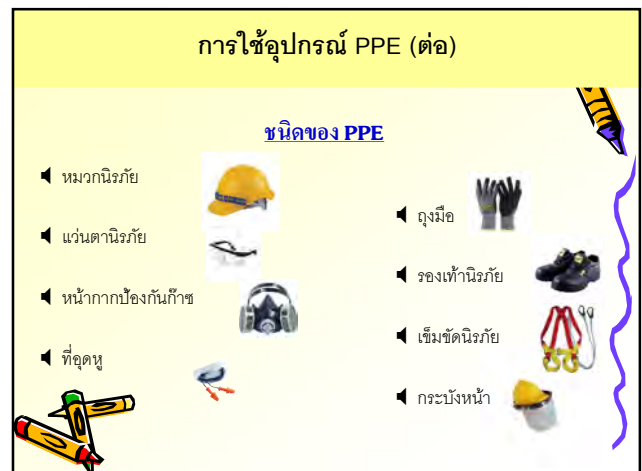 การใช้อุปกรณ์ PPE (ต่อ)
ชนิดของ PPE
หมวกนิรภัย
แว่นตานิรภัย
หน้ากากป้องกันก๊าซ
ที่อุดหู
ถุงมือ
รองเท้านิรภัย
เข็มขัดนิรภัย
กระบังหน้า